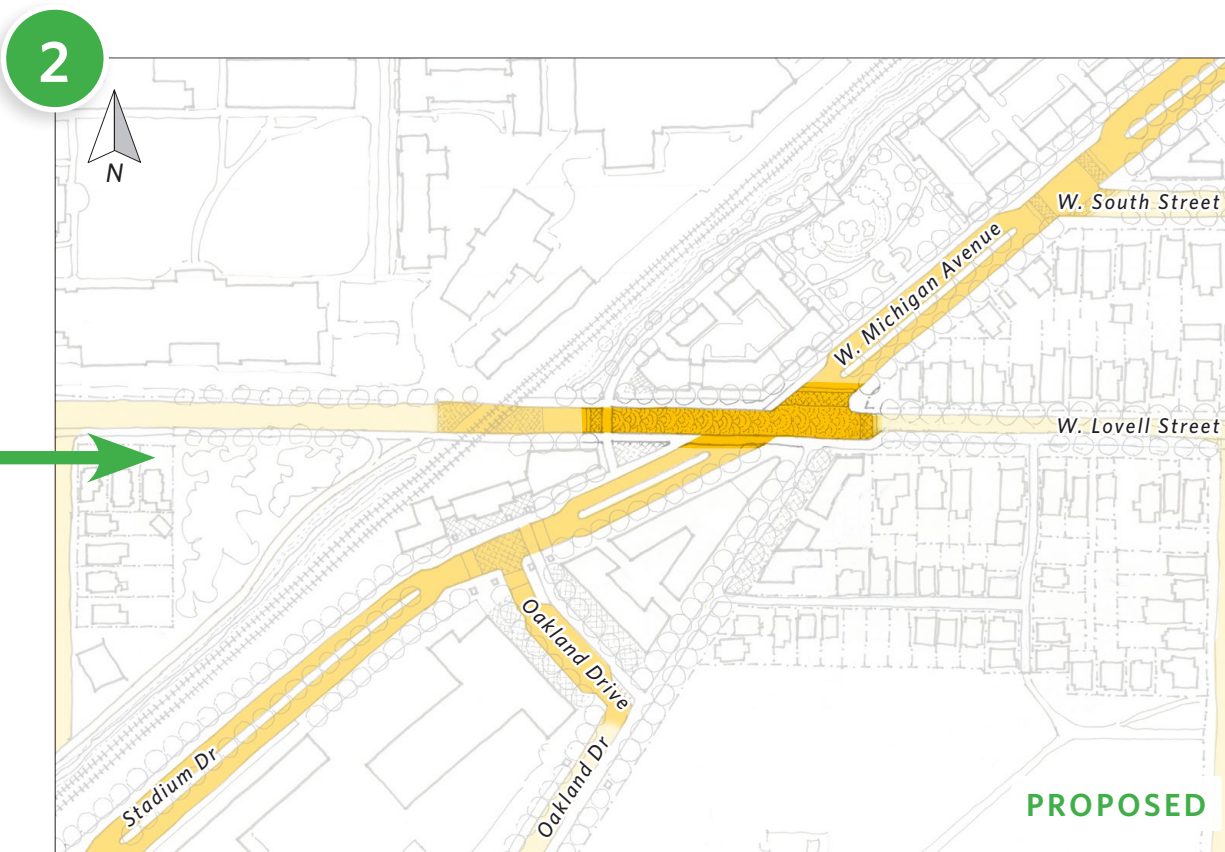 2
N
W. South Street
W. Michigan Avenue
W. Lovell Street
Oakland Drive
Stadium Dr
Oakland Dr
PROPOSED